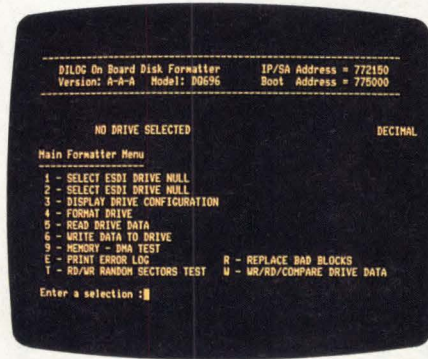 DILOG On Board Disk Formatter IP/SA Address = 772150
Version: A-A-A Model: DQ696 Boot Address = 775000
NO DRIVE SELECTED DECIMAL
Main Formatter Menu
1 - SELECT ESDI DRIVE NULL
2 - SELECT ESDI DRIVE NULL
3 - DISPLAY DRIVE CONFIGURATION
4 - FORMAT DRIVE
5 - READ DRIVE DATA
6 - WRITE DATA TO DRIVE
9 - MEMORY - DMA TEST
E - PRINT ERROR LOG R - REPLACE BAD BLOCKS
T - RD/WR RANDOM SECTORS TEST W - WR/RD/COMPARE DRIVE DATA
Enter a selection :